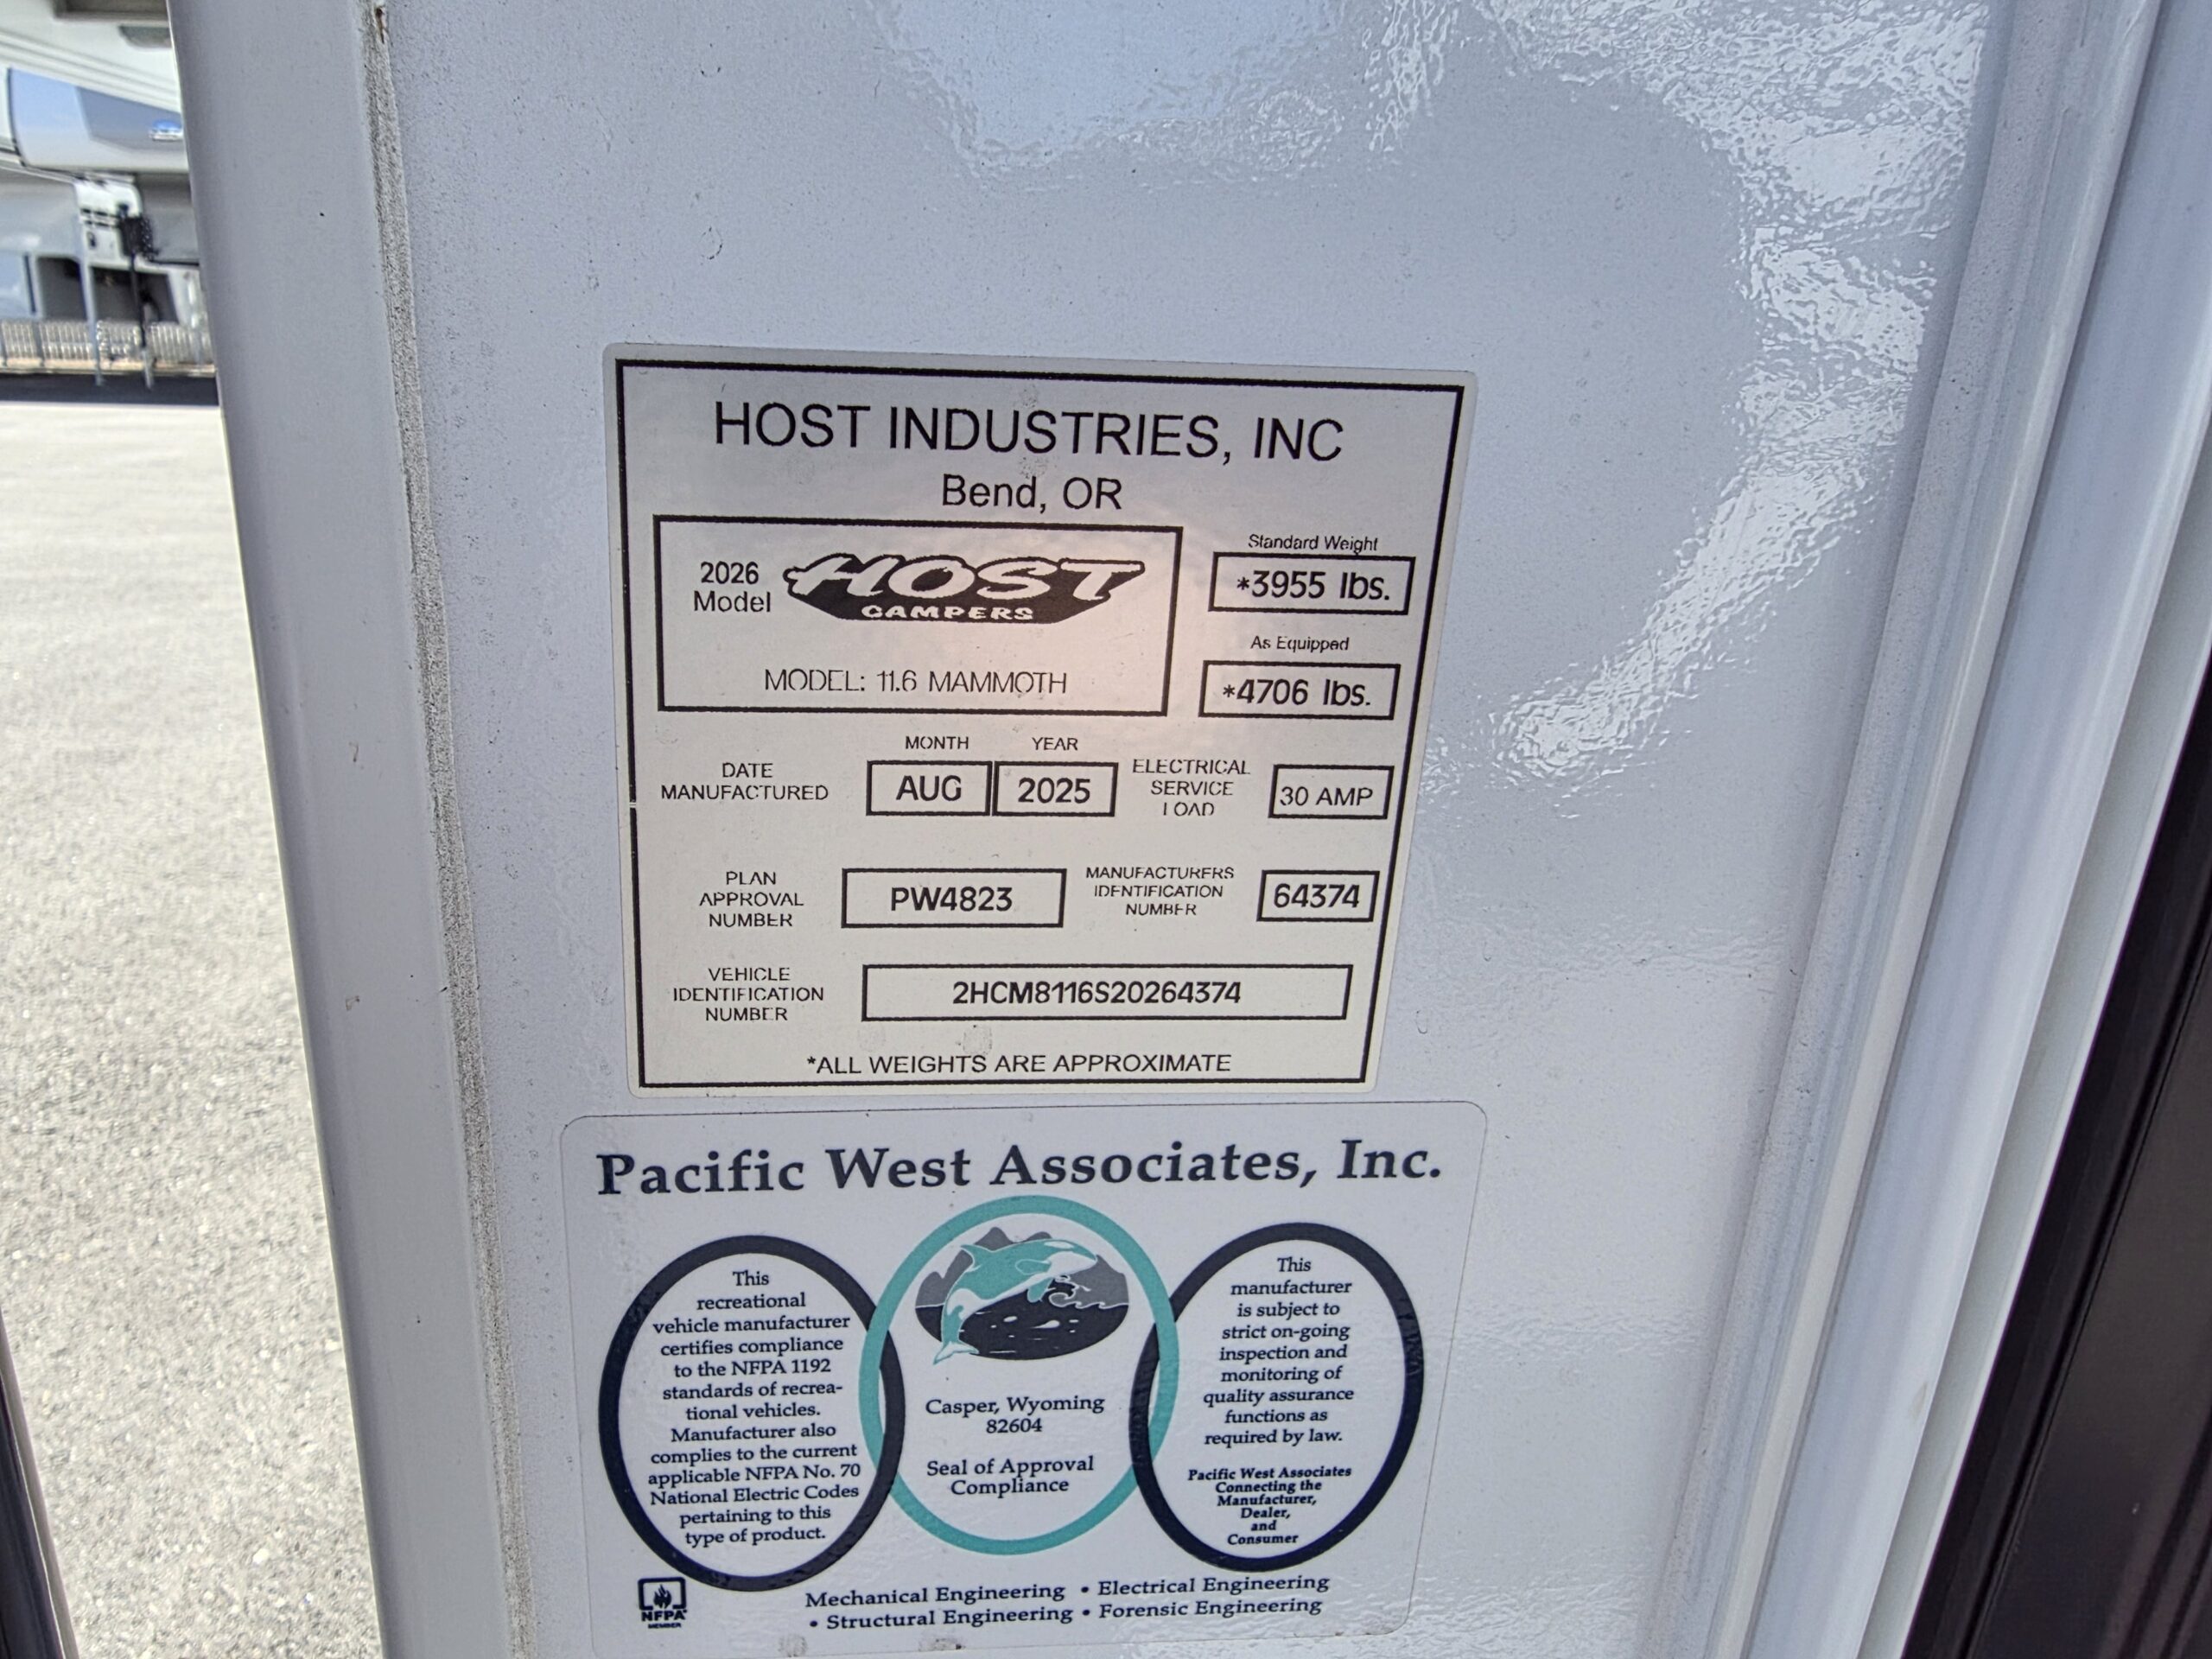 HOST INDUSTRIES, INC
Bend, OR
2026
Model
HOST
CAMPERS
MODEL: 11.6 MAMMOTH
Standard Weight
*3955 lbs.
As Equipped
*4706 lbs.
DATE
MANUFACTURED
MONTH
AUG
YEAR
2025
ELECTRICAL
SERVICE
LOAD
30 AMP
PLAN
APPROVAL
NUMBER
PW4823
MANUFACTURERS
IDENTIFICATION
NUMBER
64374
VEHICLE
IDENTIFICATION
NUMBER
2HCM8116S20264374
*ALL WEIGHTS ARE APPROXIMATE
Pacific West Associates, Inc.
This
recreational
vehicle manufacturer
certifies compliance
to the NFPA 1192
standards of recrea-
tional vehicles.
Manufacturer also
complies to the current
applicable NFPA No. 70
National Electric Codes
pertaining to this
type of product.
Casper, Wyoming
82604
Seal of Approval
Compliance
This
manufacturer
is subject to
strict on-going
inspection and
monitoring of
quality assurance
functions as
required by law.
Pacific West Associates
Connecting the
Manufacturer,
Dealer,
and
Consumer
NFPA
MEMBER
Mechanical Engineering • Electrical Engineering
• Structural Engineering • Forensic Engineering